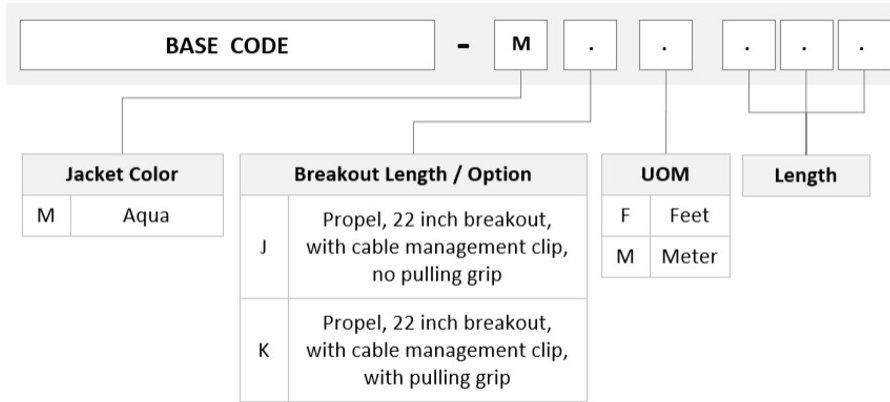 BASE CODE - M . . . . .
Jacket Color
M Aqua
Breakout Length / Option
J Propel, 22 inch breakout,
with cable management clip,
no pulling grip
K Propel, 22 inch breakout,
with cable management clip,
with pulling grip
UOM
F Feet
M Meter
Length